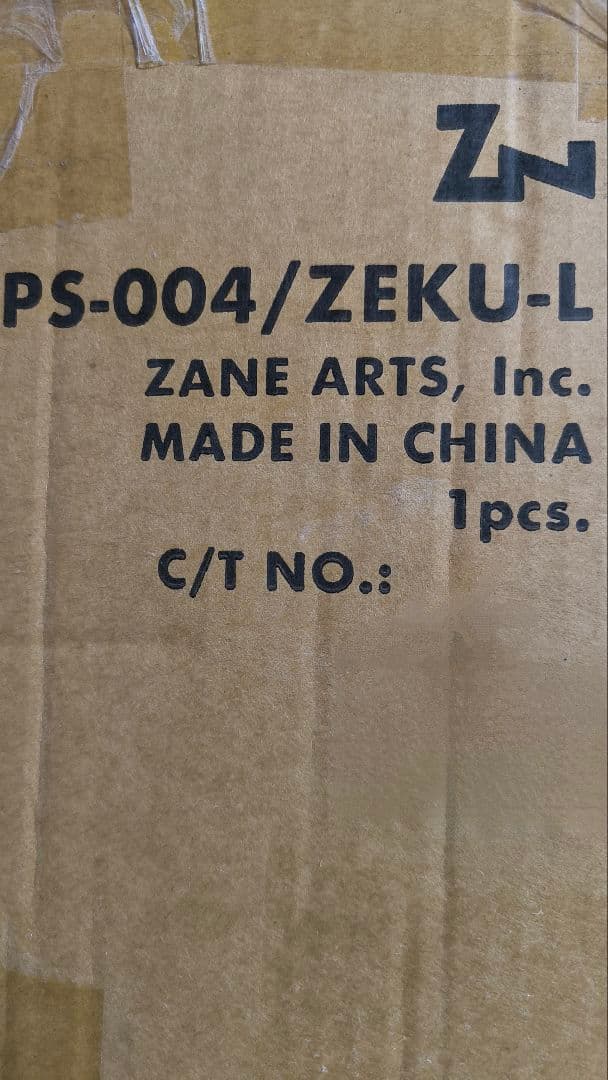 ZN
PS-004/ZEKU-L
ZANE ARTS, Inc.
MADE IN CHINA
1pcs.
C/T NO.: